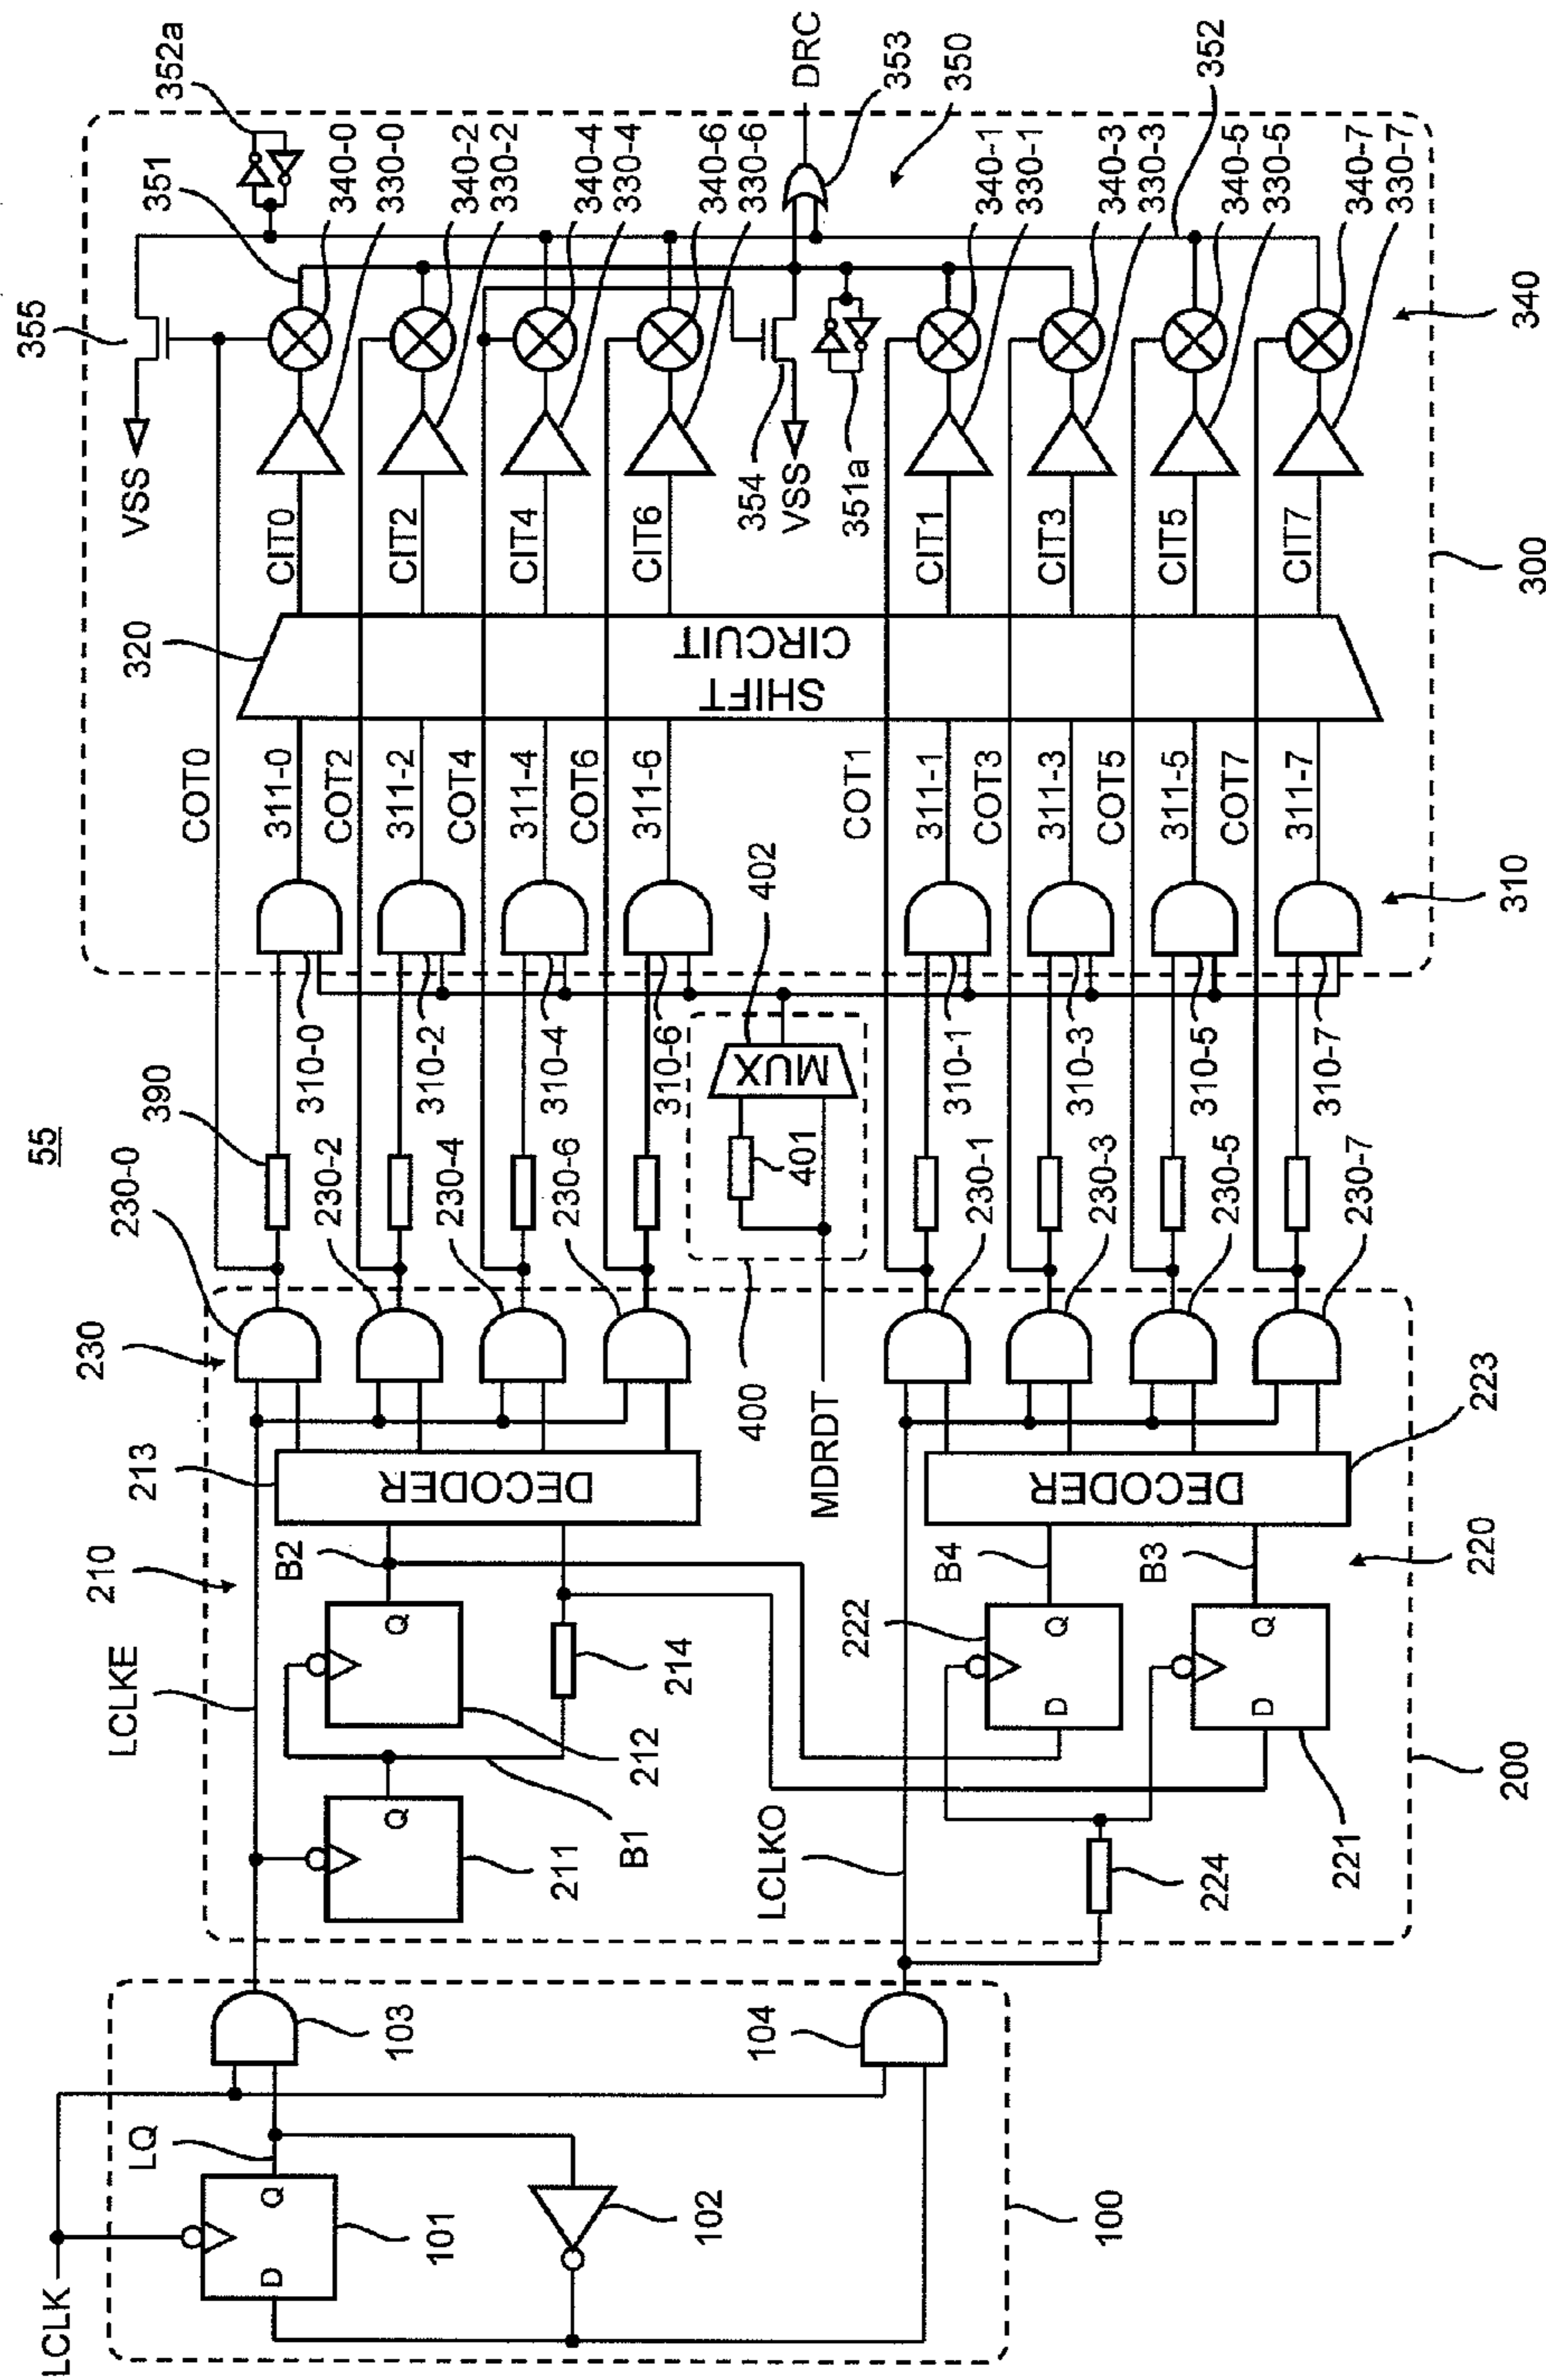 55
LCLK
LQ
Q
D
101
102
103
104
100
LCLKE
LCLKO
210
B2
Q
Q
211
B1
212
214
213
DECODER
230
230-0
230-2
230-4
230-6
222
B4
B3
Q
D
Q
D
224
221
220
200
223
DECODER
230-1
230-3
230-5
230-7
MDRDT
400
401
MUX
402
390
310-0
310-2
310-4
310-6
310-1
310-3
310-5
310-7
310
COT0
311-0
COT2
311-2
COT4
311-4
COT6
311-6
COT1
311-1
COT3
311-3
COT5
311-5
COT7
311-7
320
SHIFT
CIRCUIT
CIT0
CIT2
CIT4
CIT6
CIT1
CIT3
CIT5
CIT7
VSS
355
354
VSS
351a
351
352a
340-0
330-0
340-2
330-2
340-4
330-4
340-6
330-6
DRC
353
350
340-1
330-1
340-3
330-3
352
340-5
330-5
340-7
330-7
340
300